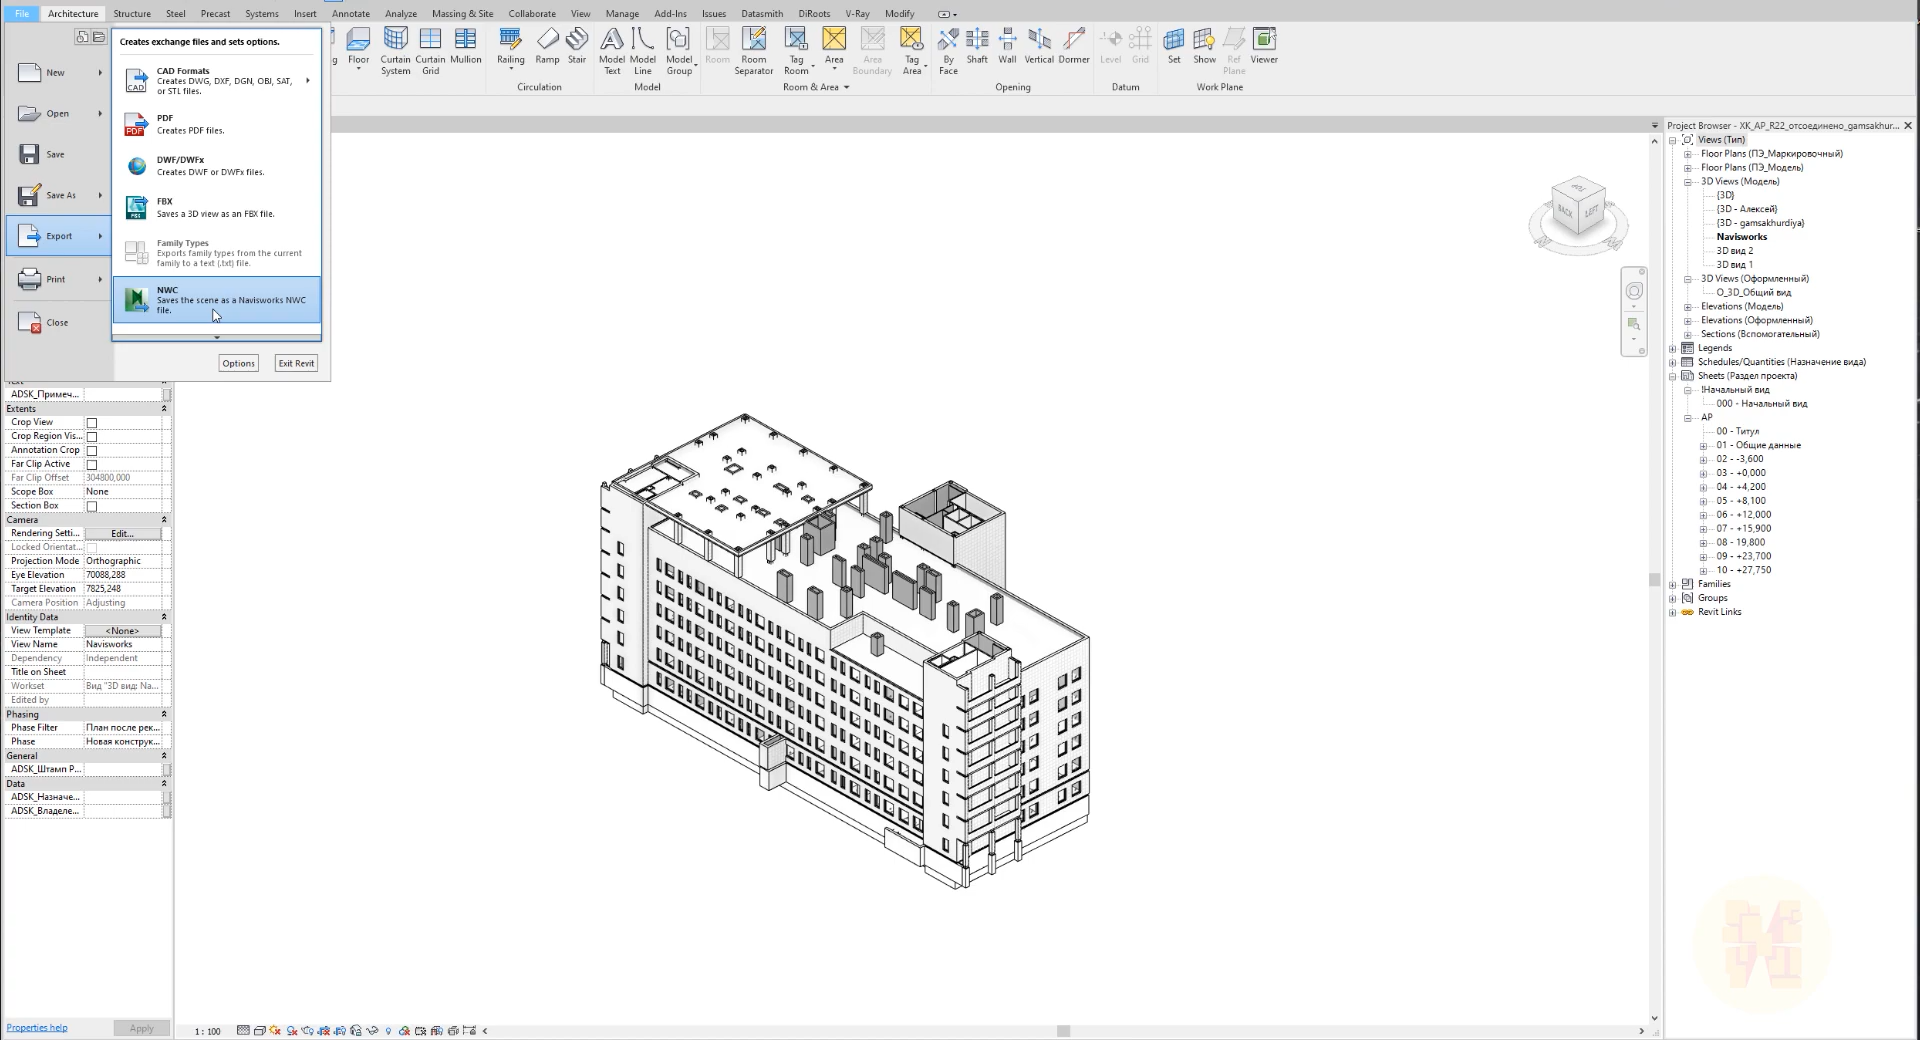 File Architecture Structure Steel Precast Systems Insert Annotate Analyze Massing & Site Collaborate View Manage Add-Ins Issues Datasmith DiRoots V-Ray Modify
Creates exchange files and sets options.
New
Open
Save
Save As
Export
Print
Close
CAD Formats
Creates DWG, DXF, DGN, OBJ, SAT,
or STL files.
PDF
Creates PDF files.
DWF/DWFx
Creates DWF or DWFx files.
FBX
Saves a 3D view as an FBX file.
Family Types
Exports family types from the current
family to a text (.txt) file.
NWC
Saves the scene as a Navisworks NWC
file.
Options Exit Revit
Floor
Curtain
System
Curtain
Grid
Mullion
Railing
Ramp
Stair
Circulation
Model
Text
Model
Line
Model
Group
Model
Room
Room
Separator
Tag
Room
Area
Area
Boundary
Tag
Area
Room & Area
By
Face
Shaft
Wall
Vertical
Dormer
Opening
Level
Grid
Datum
Set
Show
Ref
Plane
Viewer
Work Plane
ADSK_Примеч...
Extents
Crop View
Crop Region Vis...
Annotation Crop
Far Clip Active
Far Clip Offset 304800,000
Scope Box None
Section Box
Camera
Rendering Setti... Edit...
Locked Orientat...
Projection Mode Orthographic
Eye Elevation 70088,288
Target Elevation 7825,248
Camera Position Adjusting
Identity Data
View Template <None>
View Name Navisworks
Dependency Independent
Title on Sheet
Workset Вид "3D вид: Na...
Edited by
Phasing
Phase Filter План после рек...
Phase Новая конструк...
General
ADSK_Штамп Р...
Data
ADSK_Назначе...
ADSK_Владеле...
Properties help Apply
1 : 100
BACK LEFT
Project Browser - ХК_АР_R22_отсоединено_gamsakhur...
Views (Тип)
Floor Plans (ПЭ_Маркировочный)
Floor Plans (ПЭ_Модель)
3D Views (Модель)
{3D}
{3D - Алексей}
{3D - gamsakhurdiya}
Navisworks
3D вид 2
3D вид 1
3D Views (Оформленный)
О_3D_Общий вид
Elevations (Модель)
Elevations (Оформленный)
Sections (Вспомогательный)
Legends
Schedules/Quantities (Назначение вида)
Sheets (Раздел проекта)
!Начальный вид
000 - Начальный вид
АР
00 - Титул
01 - Общие данные
02 - -3,600
03 - +0,000
04 - +4,200
05 - +8,100
06 - +12,000
07 - +15,900
08 - 19,800
09 - +23,700
10 - +27,750
Families
Groups
Revit Links